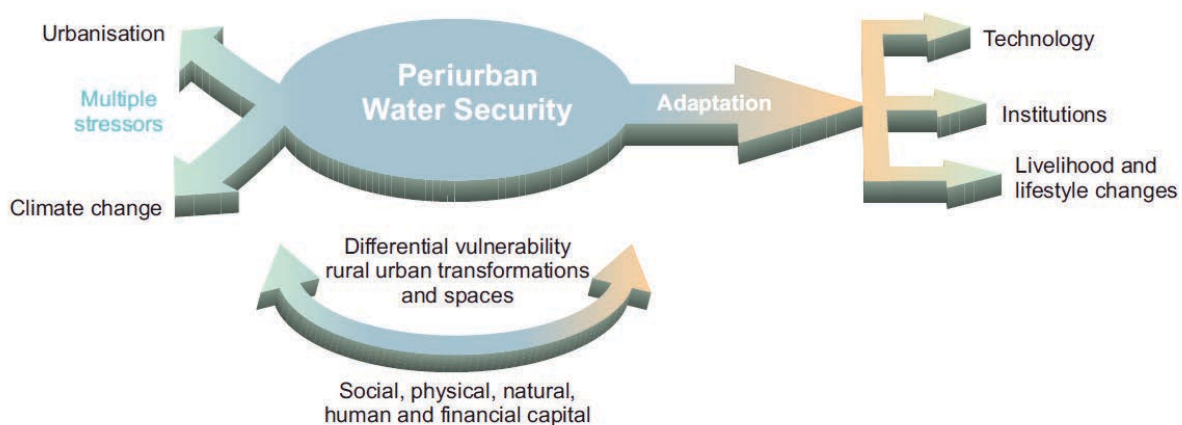 Urbanisation
Multiple
stressors
Climate change
Periurban
Water Security
Adaptation
Technology
Institutions
Livelihood and
lifestyle changes
Differential vulnerability
rural urban transformations
and spaces
Social, physical, natural,
human and financial capital